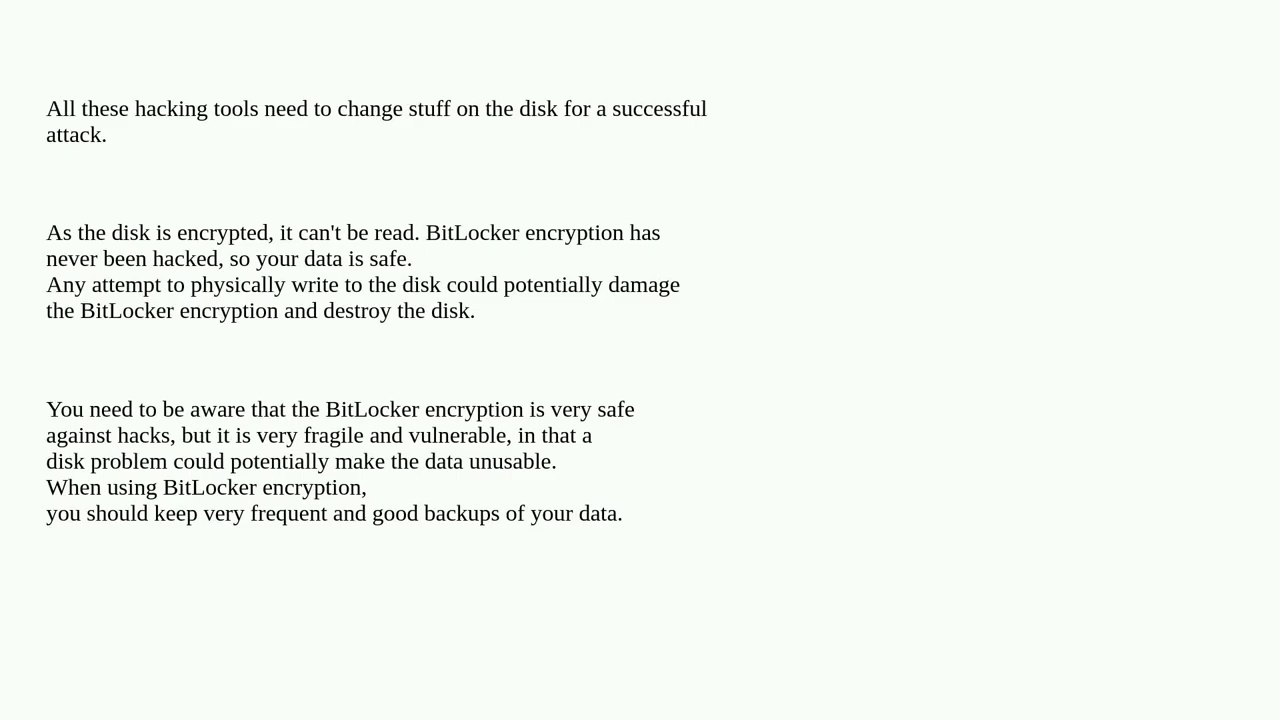 All these hacking tools need to change stuff on the disk for a successful
attack.
As the disk is encrypted, it can't be read. BitLocker encryption has
never been hacked, so your data is safe.
Any attempt to physically write to the disk could potentially damage
the BitLocker encryption and destroy the disk.
You need to be aware that the BitLocker encryption is very safe
against hacks, but it is very fragile and vulnerable, in that a
disk problem could potentially make the data unusable.
When using BitLocker encryption,
you should keep very frequent and good backups of your data.